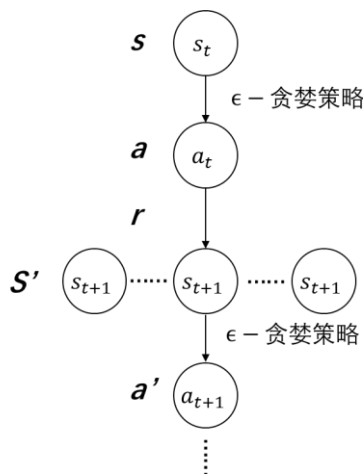 s s_t
ϵ − 贪婪策略
a a_t
r
S' s_{t+1} ...... s_{t+1} ...... s_{t+1}
ϵ − 贪婪策略
a' a_{t+1}